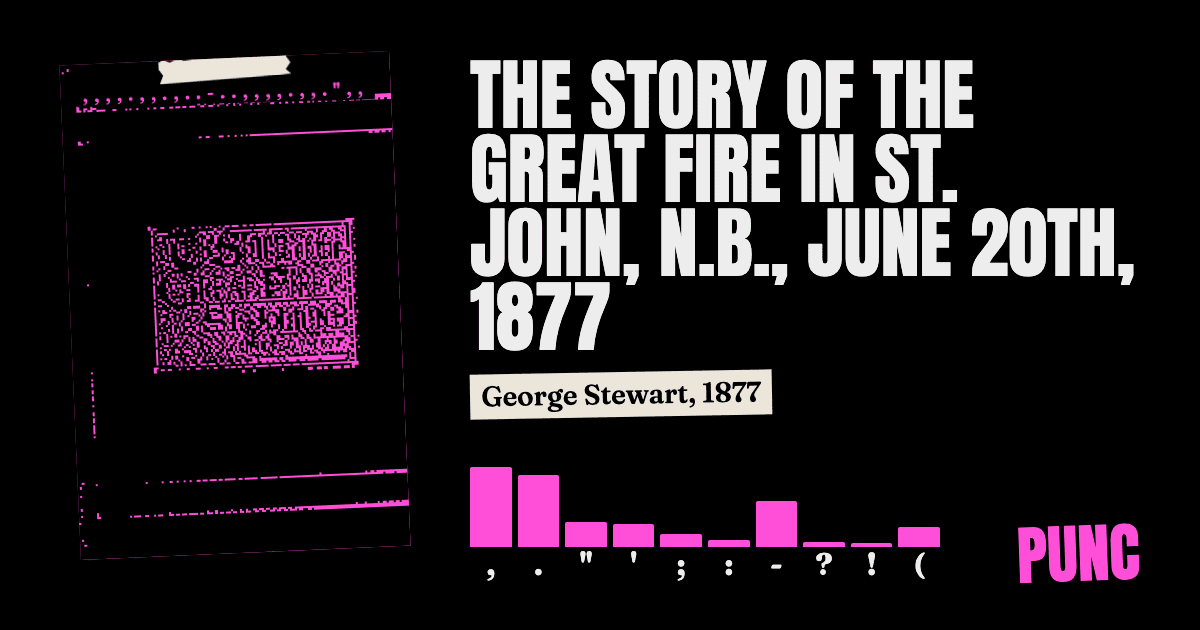 THE STORY OF THE
GREAT FIRE IN ST.
JOHN, N.B., JUNE 20TH,
1877
George Stewart, 1877
, . " ' ; : - ? ! (
PUNC